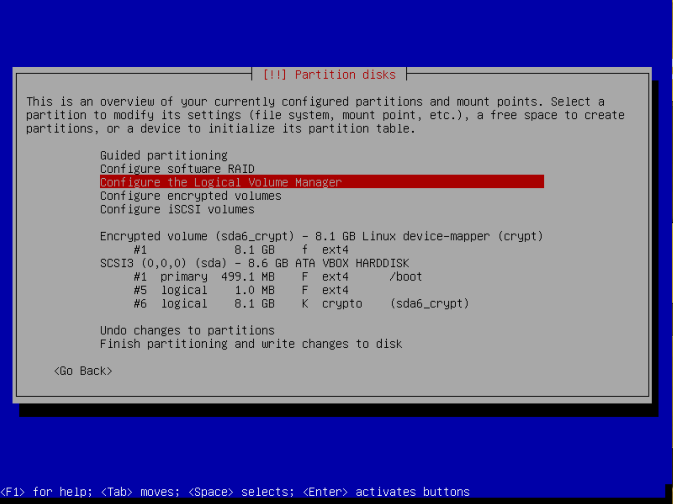 [!!] Partition disks
This is an overview of your currently configured partitions and mount points. Select a
partition to modify its settings (file system, mount point, etc.), a free space to create
partitions, or a device to initialize its partition table.
Guided partitioning
Configure software RAID
Configure the Logical Volume Manager
Configure encrypted volumes
Configure iSCSI volumes
Encrypted volume (sda6_crypt) - 8.1 GB Linux device-mapper (crypt)
#1 8.1 GB f ext4
SCSI3 (0,0,0) (sda) - 8.6 GB ATA VBOX HARDDISK
#1 primary 499.1 MB F ext4 /boot
#5 logical 1.0 MB F ext4
#6 logical 8.1 GB K crypto (sda6_crypt)
Undo changes to partitions
Finish partitioning and write changes to disk
<Go Back>
<F1> for help; <Tab> moves; <Space> selects; <Enter> activates buttons